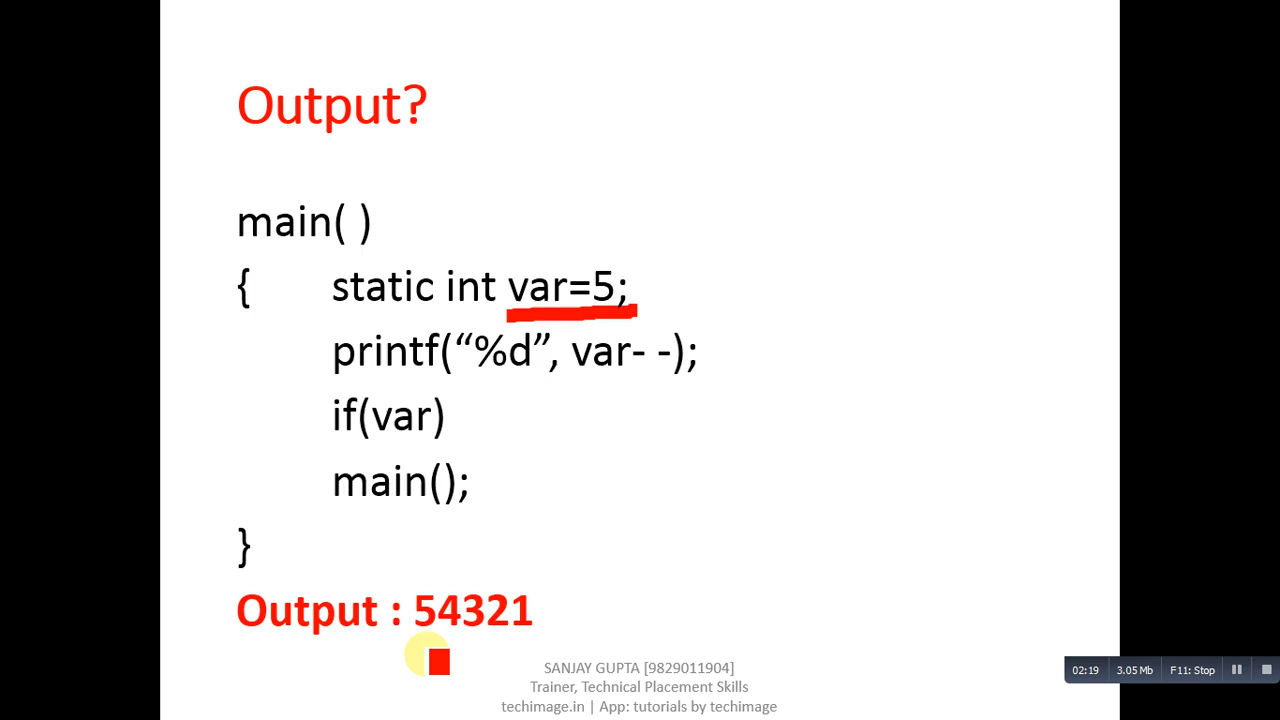 Output?
main( )
{ static int var=5;
printf(“%d”, var- -);
if(var)
main();
}
Output : 54321
SANJAY GUPTA [9829011904]
Trainer, Technical Placement Skills
techimage.in | App: tutorials by techimage
02:19 3.05 Mb F11: Stop